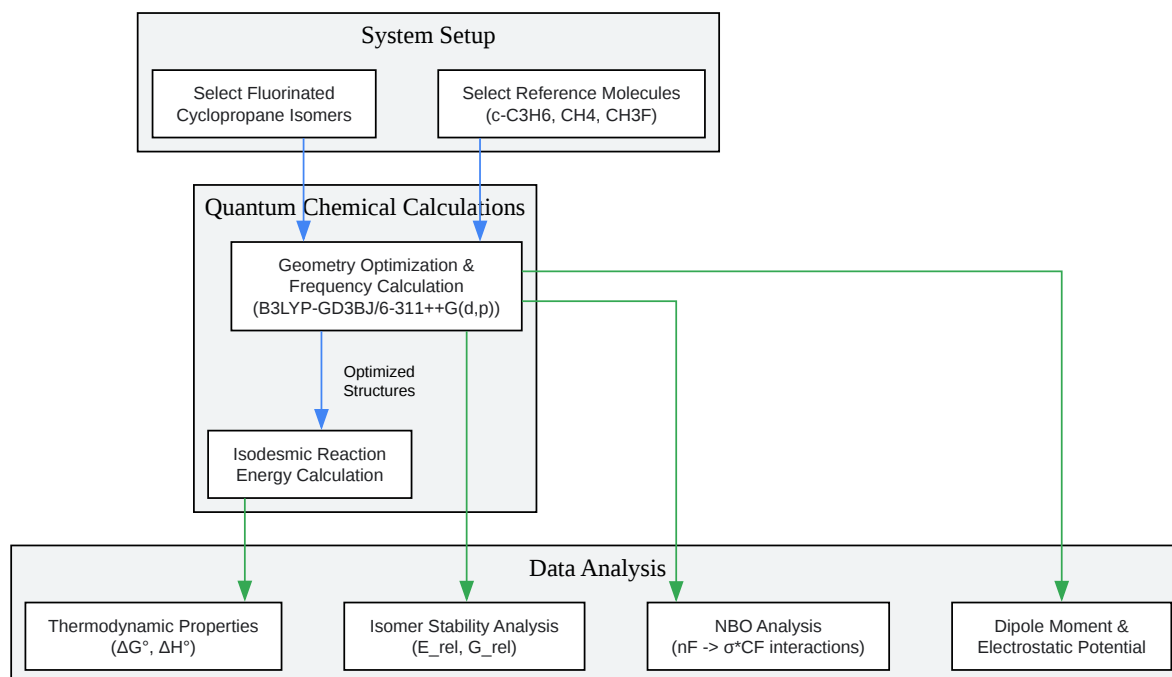 System Setup
Select Fluorinated
Cyclopropane Isomers
Select Reference Molecules
(c-C3H6, CH4, CH3F)
Quantum Chemical Calculations
Geometry Optimization &
Frequency Calculation
(B3LYP-GD3BJ/6-311++G(d,p))
Optimized
Structures
Isodesmic Reaction
Energy Calculation
Data Analysis
Thermodynamic Properties
(ΔG°, ΔH°)
Isomer Stability Analysis
(E_rel, G_rel)
NBO Analysis
(nF -> σ*CF interactions)
Dipole Moment &
Electrostatic Potential